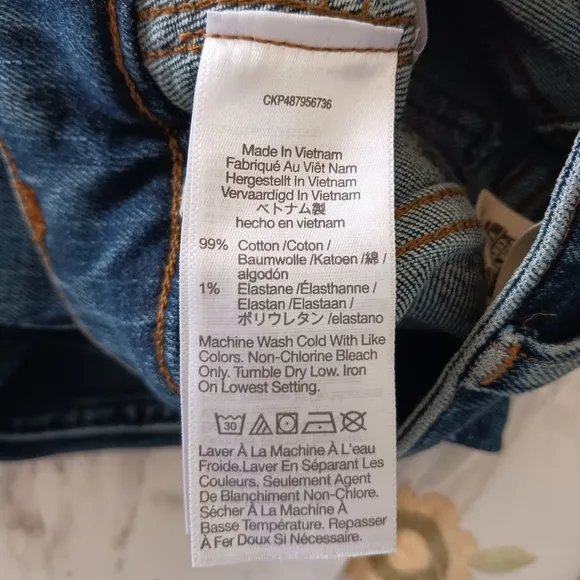 CKP487956736
Made In Vietnam
Fabriqué Au Viêt Nam
Hergestellt In Vietnam
Vervaardigd In Vietnam
ベトナム製
hecho en vietnam
99% Cotton /Coton /
Baumwolle /Katoen /綿 /
algodón
1% Elastane /Élasthanne /
Elastan /Elastaan /
ポリウレタン /elastano
Machine Wash Cold With Like
Colors. Non-Chlorine Bleach
Only. Tumble Dry Low. Iron
On Lowest Setting.
30
Laver À La Machine À L'eau
Froide.Laver En Séparant Les
Couleurs. Seulement Agent
De Blanchiment Non-Chlore.
Sécher À La Machine À
Basse Température. Repasser
À Fer Doux Si Nécessaire.